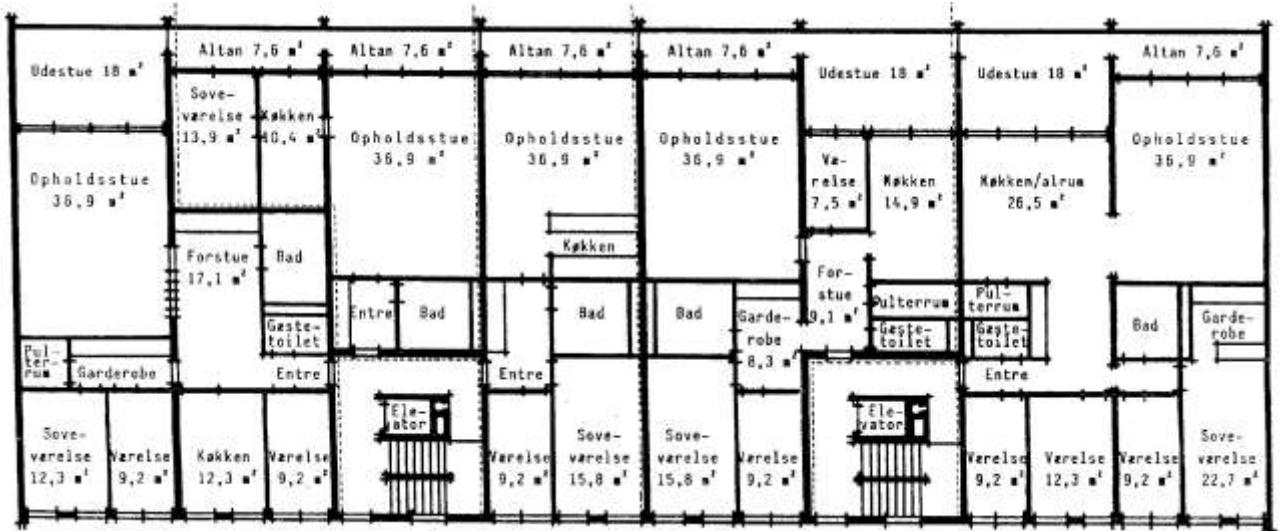 Udestue 18 m²
Altan 7,6 m²
Altan 7,6 m²
Altan 7,6 m²
Altan 7,6 m²
Udestue 18 m²
Udestue 18 m²
Altan 7,6 m²
Sove-
værelse
13,9 m²
Køkken
10,4 m²
Opholdsstue
36,9 m²
Opholdsstue
36,9 m²
Opholdsstue
36,9 m²
Opholdsstue
36,9 m²
Væ-
relse
7,5 m²
Køkken
14,9 m²
Køkken/alrum
26,5 m²
Opholdsstue
36,9 m²
Forstue
17,1 m²
Bad
Køkken
Gæste-
toilet
Entre
Bad
Bad
Bad
Garde-
robe
8,3 m²
For-
stue
9,1 m²
Pulterrum
Gæste-
toilet
Pul-
terrum
Gæste-
toilet
Bad
Garde-
robe
Pul-
ter-
rum
Garderobe
Entre
Entre
Entre
Ele-
vator
Ele-
vator
Sove-
værelse
12,3 m²
Værelse
9,2 m²
Køkken
12,3 m²
Værelse
9,2 m²
Værelse
9,2 m²
Sove-
værelse
15,8 m²
Sove-
værelse
15,8 m²
Værelse
9,2 m²
Værelse
9,2 m²
Værelse
12,3 m²
Værelse
9,2 m²
Sove-
værelse
22,7 m²